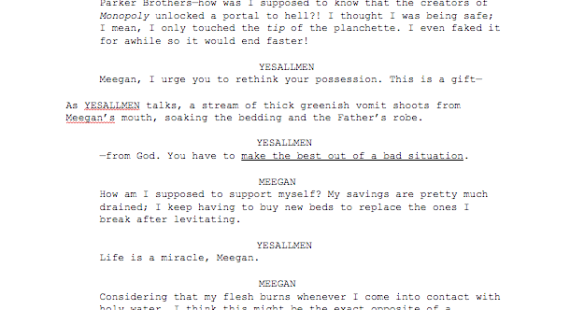 Parker Brothers—how was I supposed to know that the creators of
Monopoly unlocked a portal to hell?! I thought I was being safe;
I mean, I only touched the tip of the planchette. I even faked it
for awhile so it would end faster!
YESALLMEN
Meegan, I urge you to rethink your possession. This is a gift—
As YESALLMEN talks, a stream of thick greenish vomit shoots from
Meegan's mouth, soaking the bedding and the Father's robe.
YESALLMEN
—from God. You have to make the best out of a bad situation.
MEEGAN
How am I supposed to support myself? My savings are pretty much
drained; I keep having to buy new beds to replace the ones I
break after levitating.
YESALLMEN
Life is a miracle, Meegan.
MEEGAN
Considering that my flesh burns whenever I come into contact with
holy water, I think this might be the exact opposite of a